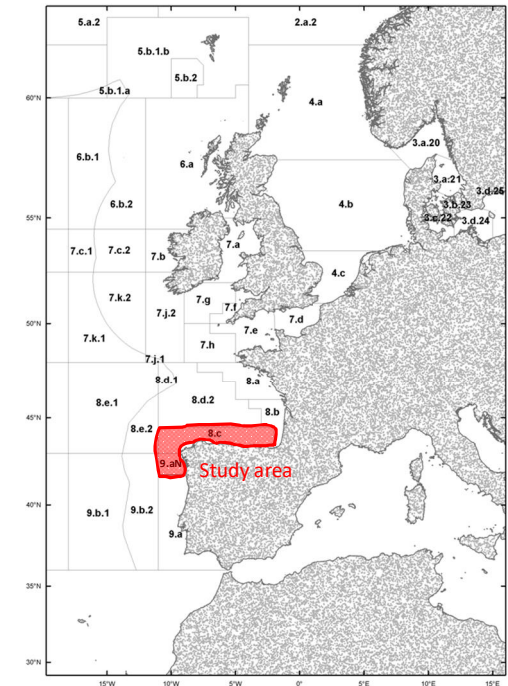 5.a.2 2.a.2
5.b.1.b
5.b.2
5.b.1.a
4.a
60°N
3.a.20
6.b.1 6.a
3.a.21
3.d.25
6.b.2 4.b 3.b.23
55°N 3.c.22 3.d.24
7.a
7.c.1 7.c.2 7.b
4.c
7.k.2 7.g
7.j.2 7.f 7.d
50°N
7.e
7.k.1 7.h
7.j.1
8.d.1 8.a
8.e.1 8.d.2
8.b
45°N
8.e.2 8.c
9.aN Study area
40°N
9.b.1 9.b.2
9.a
35°N
30°N
15°W 10°W 5°W 0° 5°E 10°E 15°E